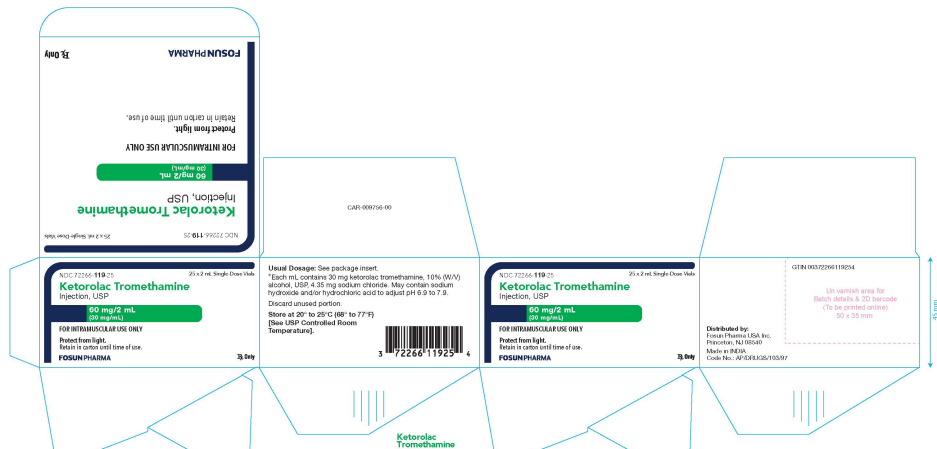 FOSUN PHARMA
Rx Only
Retain in carton until time of use.
Protect from light.
FOR INTRAMUSCULAR USE ONLY
60 mg/2 mL
(30 mg/mL)
Injection, USP
Ketorolac Tromethamine
NDC 72266-119-25
25 x 2 mL Single-Dose Vials
CAR-009756-00
NDC 72266-119-25
25 x 2 mL Single-Dose Vials
Ketorolac Tromethamine
Injection, USP
60 mg/2 mL
(30 mg/mL)
FOR INTRAMUSCULAR USE ONLY
Protect from light.
Retain in carton until time of use.
FOSUN PHARMA
Rx Only
Usual Dosage: See package insert.
*Each mL contains 30 mg ketorolac tromethamine, 10% (W/V)
alcohol, USP, 4.35 mg sodium chloride. May contain sodium
hydroxide and/or hydrochloric acid to adjust pH 6.9 to 7.9.
Discard unused portion.
Store at 20° to 25°C (68° to 77°F)
[See USP Controlled Room
Temperature].
3 72266 11925 4
NDC 72266-119-25
25 x 2 mL Single-Dose Vials
Ketorolac Tromethamine
Injection, USP
60 mg/2 mL
(30 mg/mL)
FOR INTRAMUSCULAR USE ONLY
Protect from light.
Retain in carton until time of use.
FOSUN PHARMA
Rx Only
GTIN 00372266119254
Un varnish area for
Batch details & 2D barcode
(To be printed online)
50 x 35 mm
Distributed by:
Fosun Pharma USA Inc.
Princeton, NJ 08540
Made in INDIA
Code No.: AP/DRUGS/103/97
45 mm
Ketorolac
Tromethamine